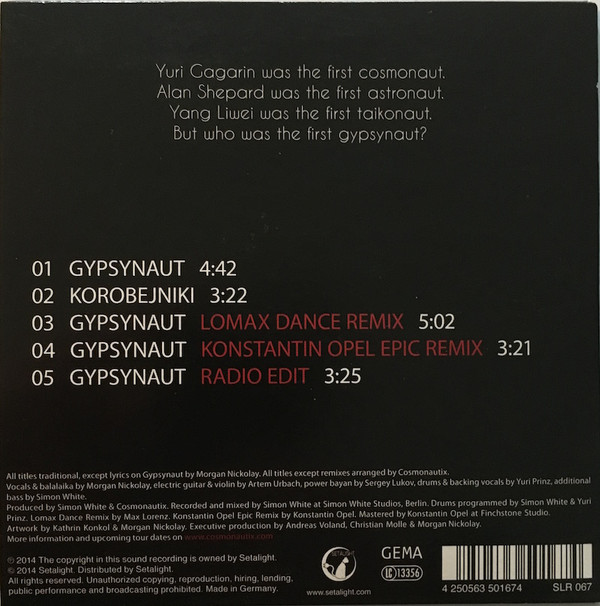 Yuri Gagarin was the first cosmonaut.
Alan Shepard was the first astronaut.
Yang Liwei was the first taikonaut.
But who was the first gypsynaut?
01 GYPSYNAUT 4:42
02 KOROBEJNIKI 3:22
03 GYPSYNAUT LOMAX DANCE REMIX 5:02
04 GYPSYNAUT KONSTANTIN OPEL EPIC REMIX 3:21
05 GYPSYNAUT RADIO EDIT 3:25
All titles traditional, except lyrics on Gypsynaut by Morgan Nickolay. All titles except remixes arranged by Cosmonautix.
Vocals & balalaika by Morgan Nickolay, electric guitar & violin by Artem Urbach, power bayan by Sergey Lukov, drums & backing vocals by Yuri Prinz, additional
bass by Simon White.
Produced by Simon White & Cosmonautix. Recorded and mixed by Simon White at Simon White Studios, Berlin. Drums programmed by Simon White & Yuri
Prinz. Lomax Dance Remix by Max Lorenz. Konstantin Opel Epic Remix by Konstantin Opel. Mastered by Konstantin Opel at Finchstone Studio.
Artwork by Kathrin Konkol & Morgan Nickolay. Executive production by Andreas Voland, Christian Molle & Morgan Nickolay.
More information and upcoming tour dates on www.cosmonautix.com
℗ 2014 The copyright in this sound recording is owned by Setalight.
© 2014 Setalight. Distributed by Setalight.
All rights reserved. Unauthorized copying, reproduction, hiring, lending,
public performance and broadcasting prohibited. Made in Germany.
SETALIGHT
www.setalight.com
GEMA
LC 13356
4 250563 501674
SLR 067